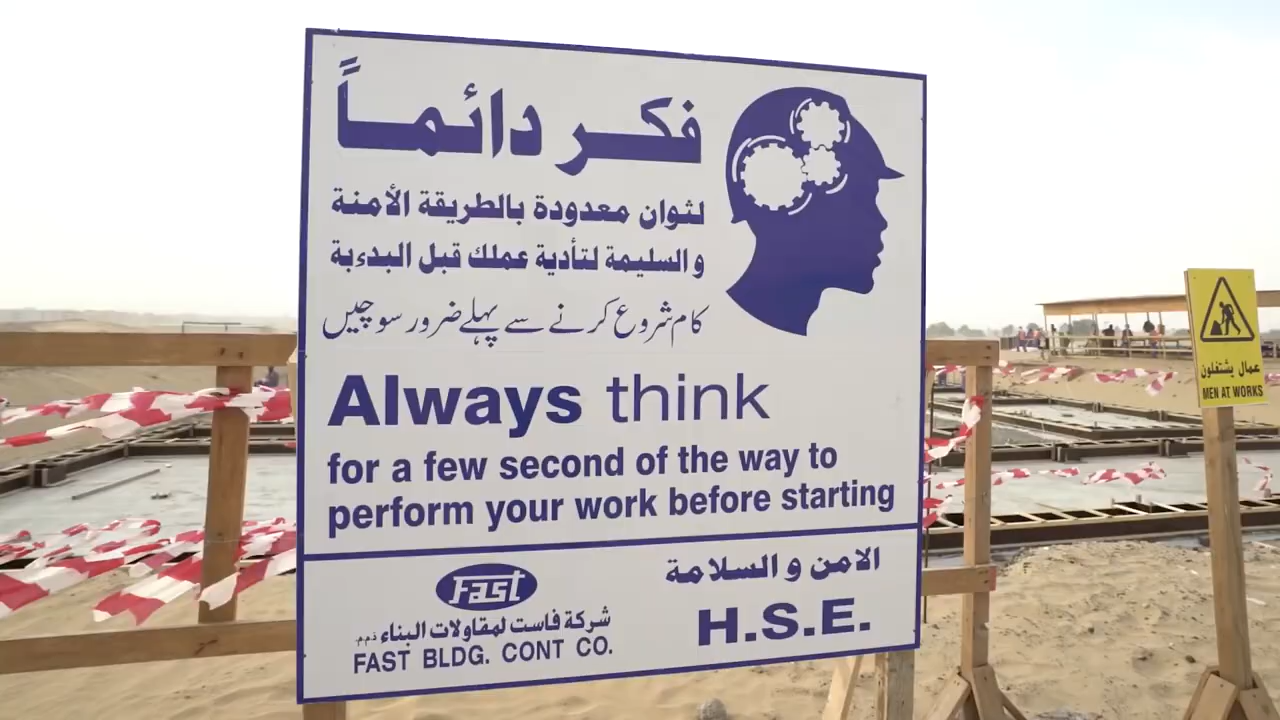 فكر دائماً
لثوان معدودة بالطريقة الأمنة
و السليمة لتأدية عملك قبل البدءبة
کام شروع کرنے سے پہلے ضرور سوچیں
Always think
for a few second of the way to
perform your work before starting
Fast
شركة فاست لمقاولات البناء ذ.م.م
FAST BLDG. CONT CO.
الامن و السلامة
H.S.E.
عمال يشتغلون
MEN AT WORKS